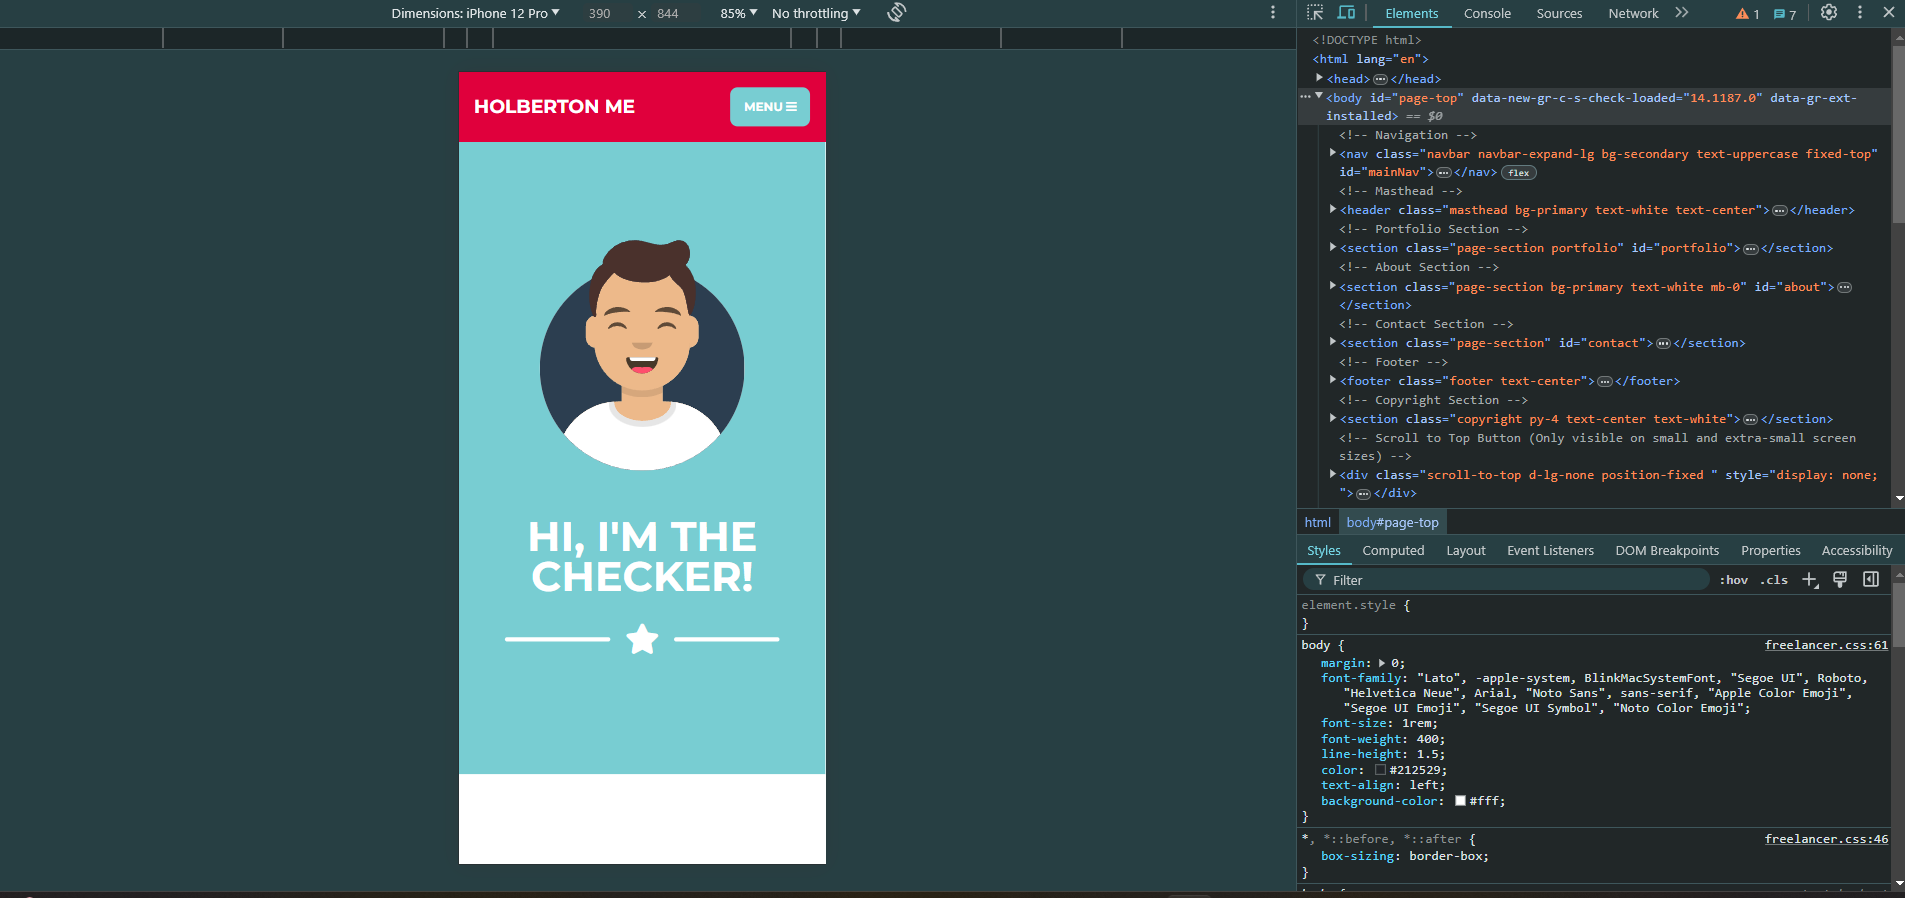 Dimensions: iPhone 12 Pro 390 × 844 85% No throttling
Elements Console Sources Network 1 7
HOLBERTON ME
MENU
HI, I'M THE
CHECKER!
<!DOCTYPE html>
<html lang="en">
<head> </head>
<body id="page-top" data-new-gr-c-s-check-loaded="14.1187.0" data-gr-ext-
installed> == $0
<!-- Navigation -->
<nav class="navbar navbar-expand-lg bg-secondary text-uppercase fixed-top"
id="mainNav"> </nav> flex
<!-- Masthead -->
<header class="masthead bg-primary text-white text-center"> </header>
<!-- Portfolio Section -->
<section class="page-section portfolio" id="portfolio"> </section>
<!-- About Section -->
<section class="page-section bg-primary text-white mb-0" id="about">
</section>
<!-- Contact Section -->
<section class="page-section" id="contact"> </section>
<!-- Footer -->
<footer class="footer text-center"> </footer>
<!-- Copyright Section -->
<section class="copyright py-4 text-center text-white"> </section>
<!-- Scroll to Top Button (Only visible on small and extra-small screen
sizes) -->
<div class="scroll-to-top d-lg-none position-fixed " style="display: none;
"> </div>
html body#page-top
Styles Computed Layout Event Listeners DOM Breakpoints Properties Accessibility
Filter :hov .cls
element.style {
}
body { freelancer.css:61
margin: 0;
font-family: "Lato", -apple-system, BlinkMacSystemFont, "Segoe UI", Roboto,
"Helvetica Neue", Arial, "Noto Sans", sans-serif, "Apple Color Emoji",
"Segoe UI Emoji", "Segoe UI Symbol", "Noto Color Emoji";
font-size: 1rem;
font-weight: 400;
line-height: 1.5;
color: #212529;
text-align: left;
background-color: #fff;
}
*, *::before, *::after { freelancer.css:46
box-sizing: border-box;
}